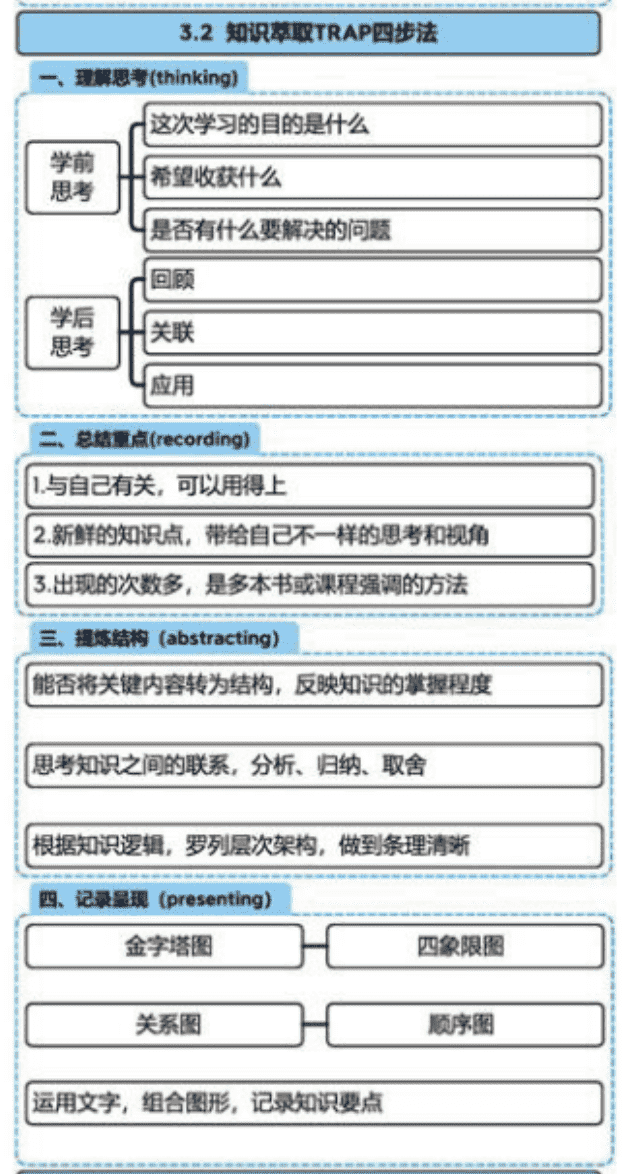 3.2 知识萃取TRAP四步法
一、理解思考(thinking)
学前
思考
这次学习的目的是什么
希望收获什么
是否有什么要解决的问题
学后
思考
回顾
关联
应用
二、总结重点(recording)
1.与自己有关，可以用得上
2.新鲜的知识点，带给自己不一样的思考和视角
3.出现的次数多，是多本书或课程强调的方法
三、提炼结构（abstracting）
能否将关键内容转为结构，反映知识的掌握程度
思考知识之间的联系，分析、归纳、取舍
根据知识逻辑，罗列层次架构，做到条理清晰
四、记录呈现（presenting）
金字塔图
四象限图
关系图
顺序图
运用文字，组合图形，记录知识要点